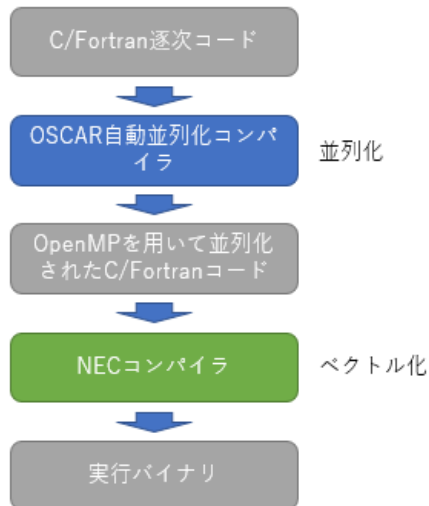 C/Fortran逐次コード
OSCAR自動並列化コンパ
イラ
並列化
OpenMPを用いて並列化
されたC/Fortranコード
NECコンパイラ
ベクトル化
実行バイナリ